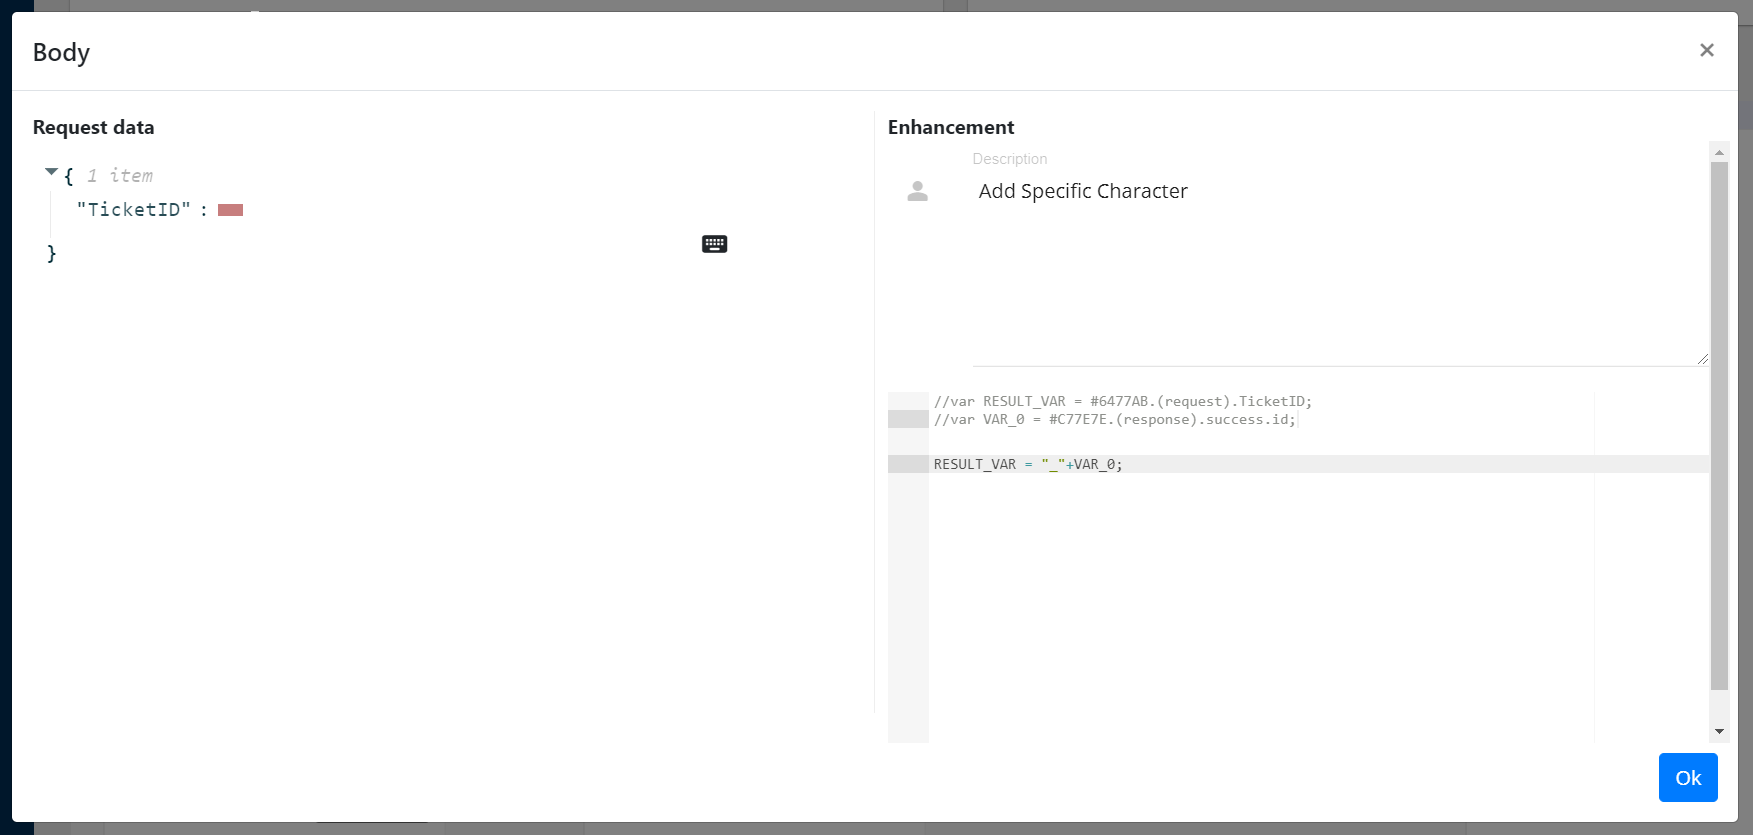 Body
×
Request data
{ 1 item
"TicketID" :
}
Enhancement
Description
Add Specific Character
//var RESULT_VAR = #6477AB.(request).TicketID;
//var VAR_0 = #C77E7E.(response).success.id;
RESULT_VAR = "_"+VAR_0;
Ok